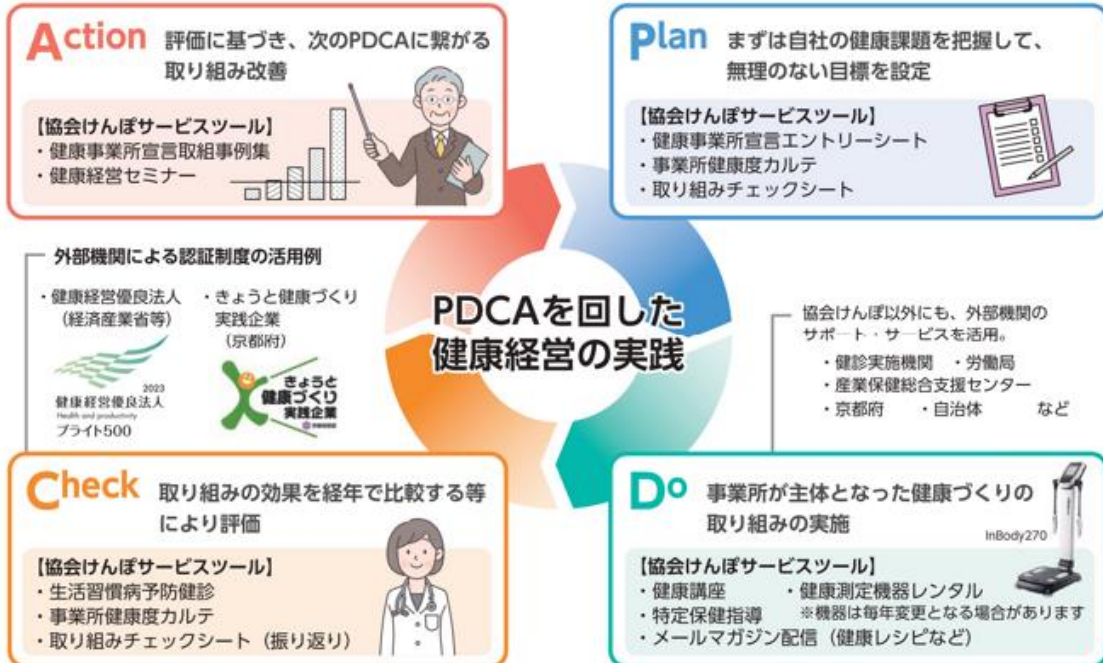 Action 評価に基づき、次のPDCAに繋がる
取り組み改善
【協会けんぽサービスツール】
・健康事業所宣言取組事例集
・健康経営セミナー
Plan まずは自社の健康課題を把握して、
無理のない目標を設定
【協会けんぽサービスツール】
・健康事業所宣言エントリーシート
・事業所健康度カルテ
・取り組みチェックシート
外部機関による認証制度の活用例
・健康経営優良法人
（経済産業省等）
2023
健康経営優良法人
Health and productivity
ブライト500
・きょうと健康づくり
実践企業
（京都府）
きょうと
健康づくり
実践企業
PDCAを回した
健康経営の実践
協会けんぽ以外にも、外部機関の
サポート・サービスを活用。
・健診実施機関 ・労働局
・産業保健総合支援センター
・京都府 ・自治体 など
Check 取り組みの効果を経年で比較する等
により評価
【協会けんぽサービスツール】
・生活習慣病予防健診
・事業所健康度カルテ
・取り組みチェックシート（振り返り）
Do 事業所が主体となった健康づくりの
取り組みの実施
InBody270
【協会けんぽサービスツール】
・健康講座 ・健康測定機器レンタル
・特定保健指導 ※機器は毎年変更となる場合があります
・メールマガジン配信（健康レシピなど）